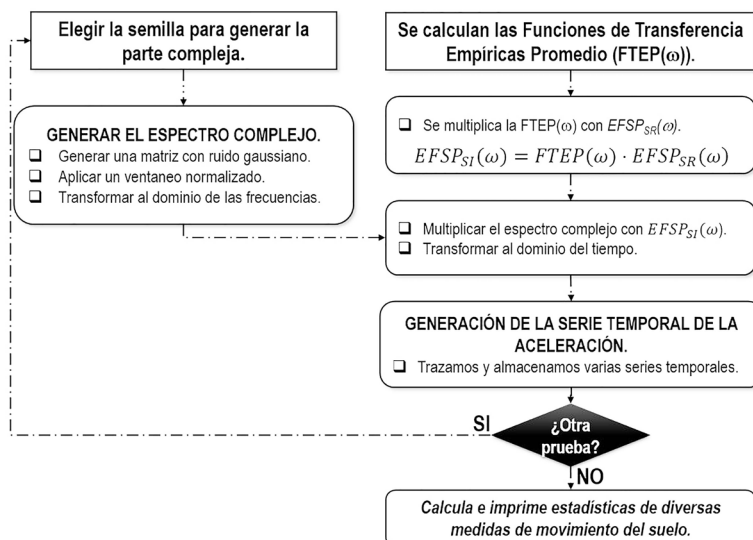 Elegir la semilla para generar la
parte compleja.
GENERAR EL ESPECTRO COMPLEJO.
❑ Generar una matriz con ruido gaussiano.
❑ Aplicar un ventaneo normalizado.
❑ Transformar al dominio de las frecuencias.
Se calculan las Funciones de Transferencia
Empíricas Promedio (FTEP(ω)).
❑ Se multiplica la FTEP(ω) con EFSP_SR(ω).
EFSP_SI(ω) = FTEP(ω) · EFSP_SR(ω)
❑ Multiplicar el espectro complejo con EFSP_SI(ω).
❑ Transformar al dominio del tiempo.
GENERACIÓN DE LA SERIE TEMPORAL DE LA
ACELERACIÓN.
❑ Trazamos y almacenamos varias series temporales.
SI
¿Otra
prueba?
NO
Calcula e imprime estadísticas de diversas
medidas de movimiento del suelo.